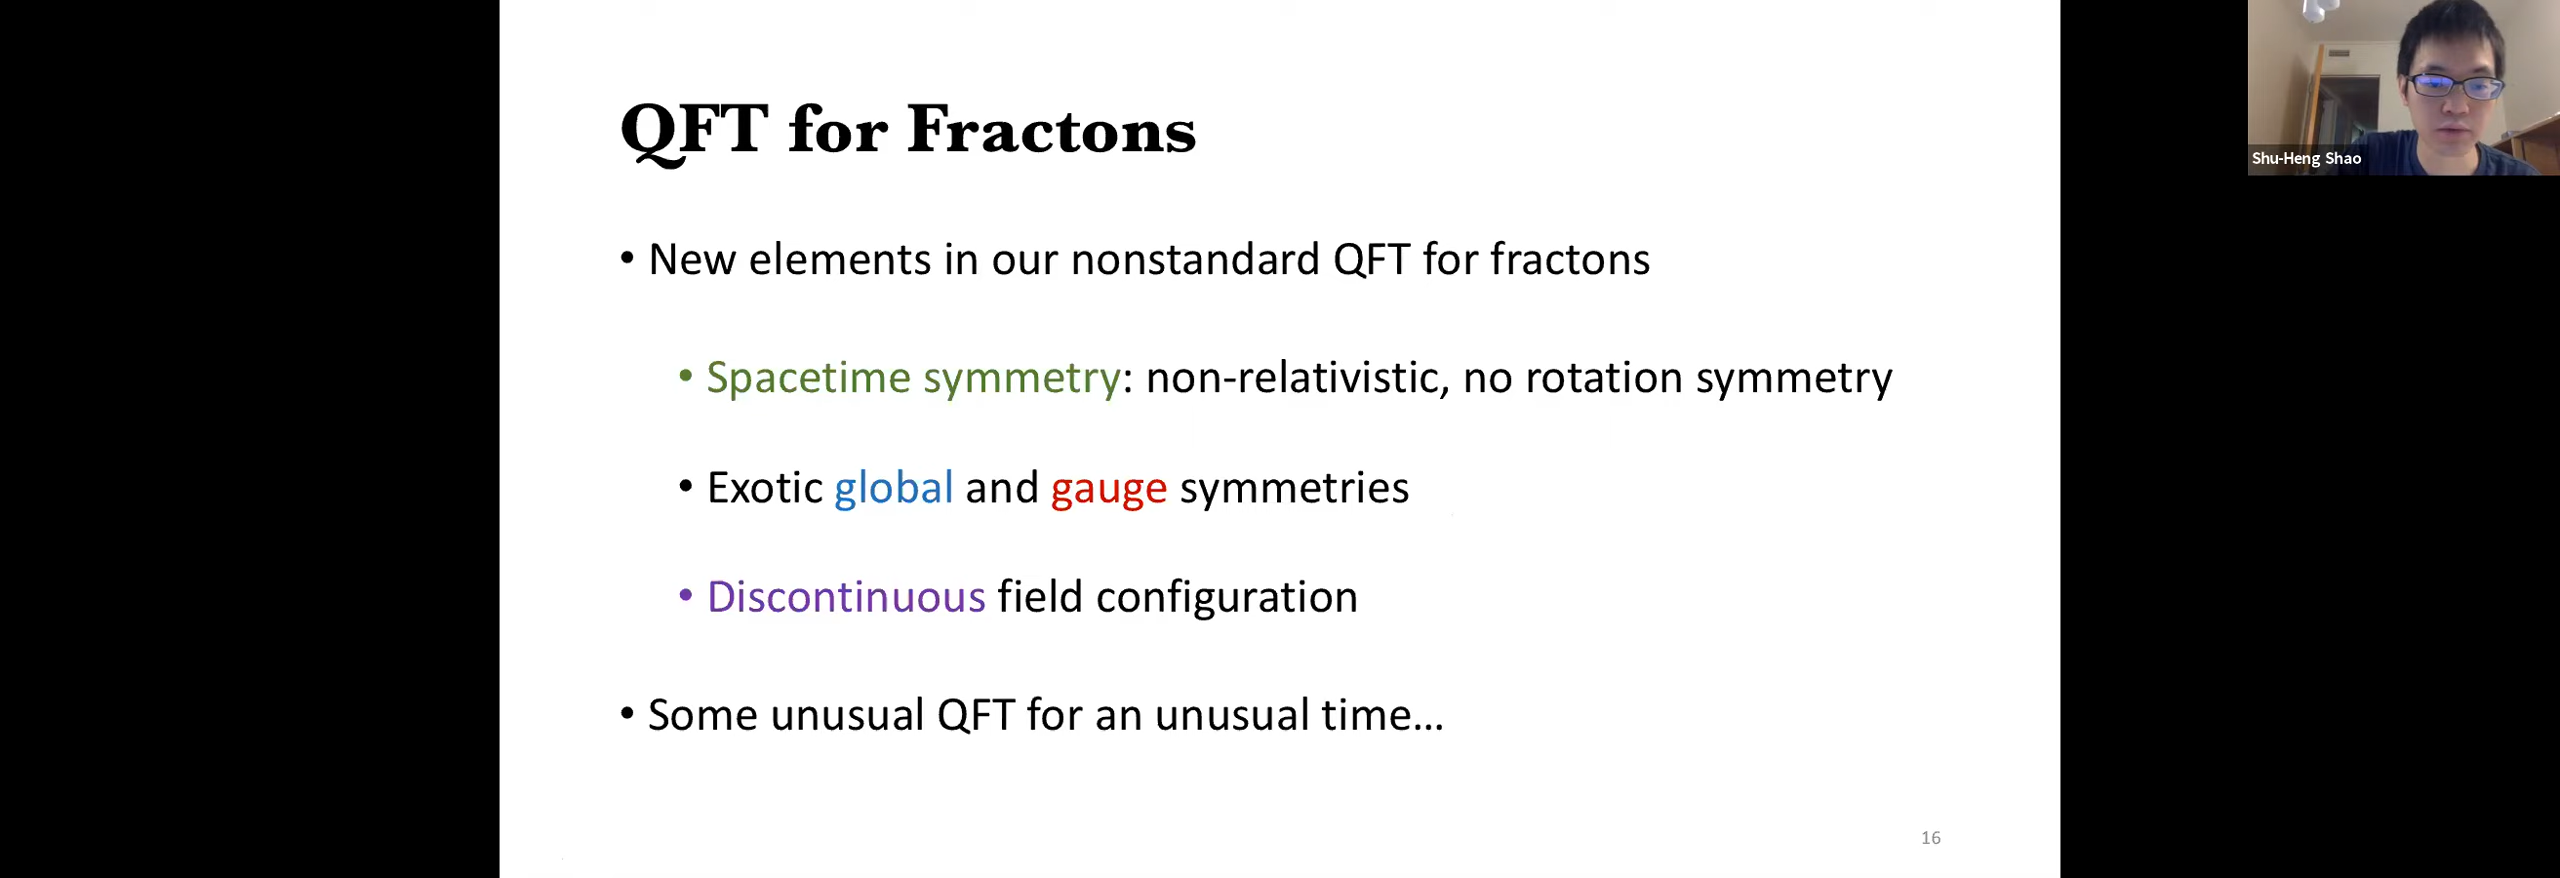 QFT for Fractons
• New elements in our nonstandard QFT for fractons
• Spacetime symmetry: non-relativistic, no rotation symmetry
• Exotic global and gauge symmetries
• Discontinuous field configuration
• Some unusual QFT for an unusual time...
16
Shu-Heng Shao